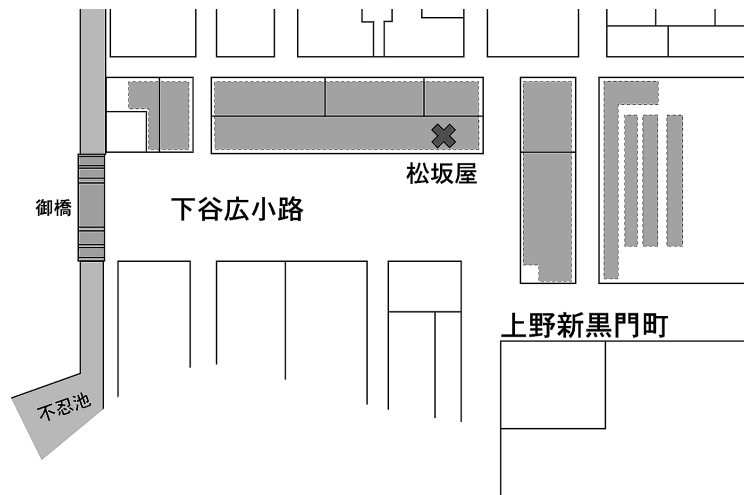 松坂屋
御橋
下谷広小路
上野新黒門町
不忍池